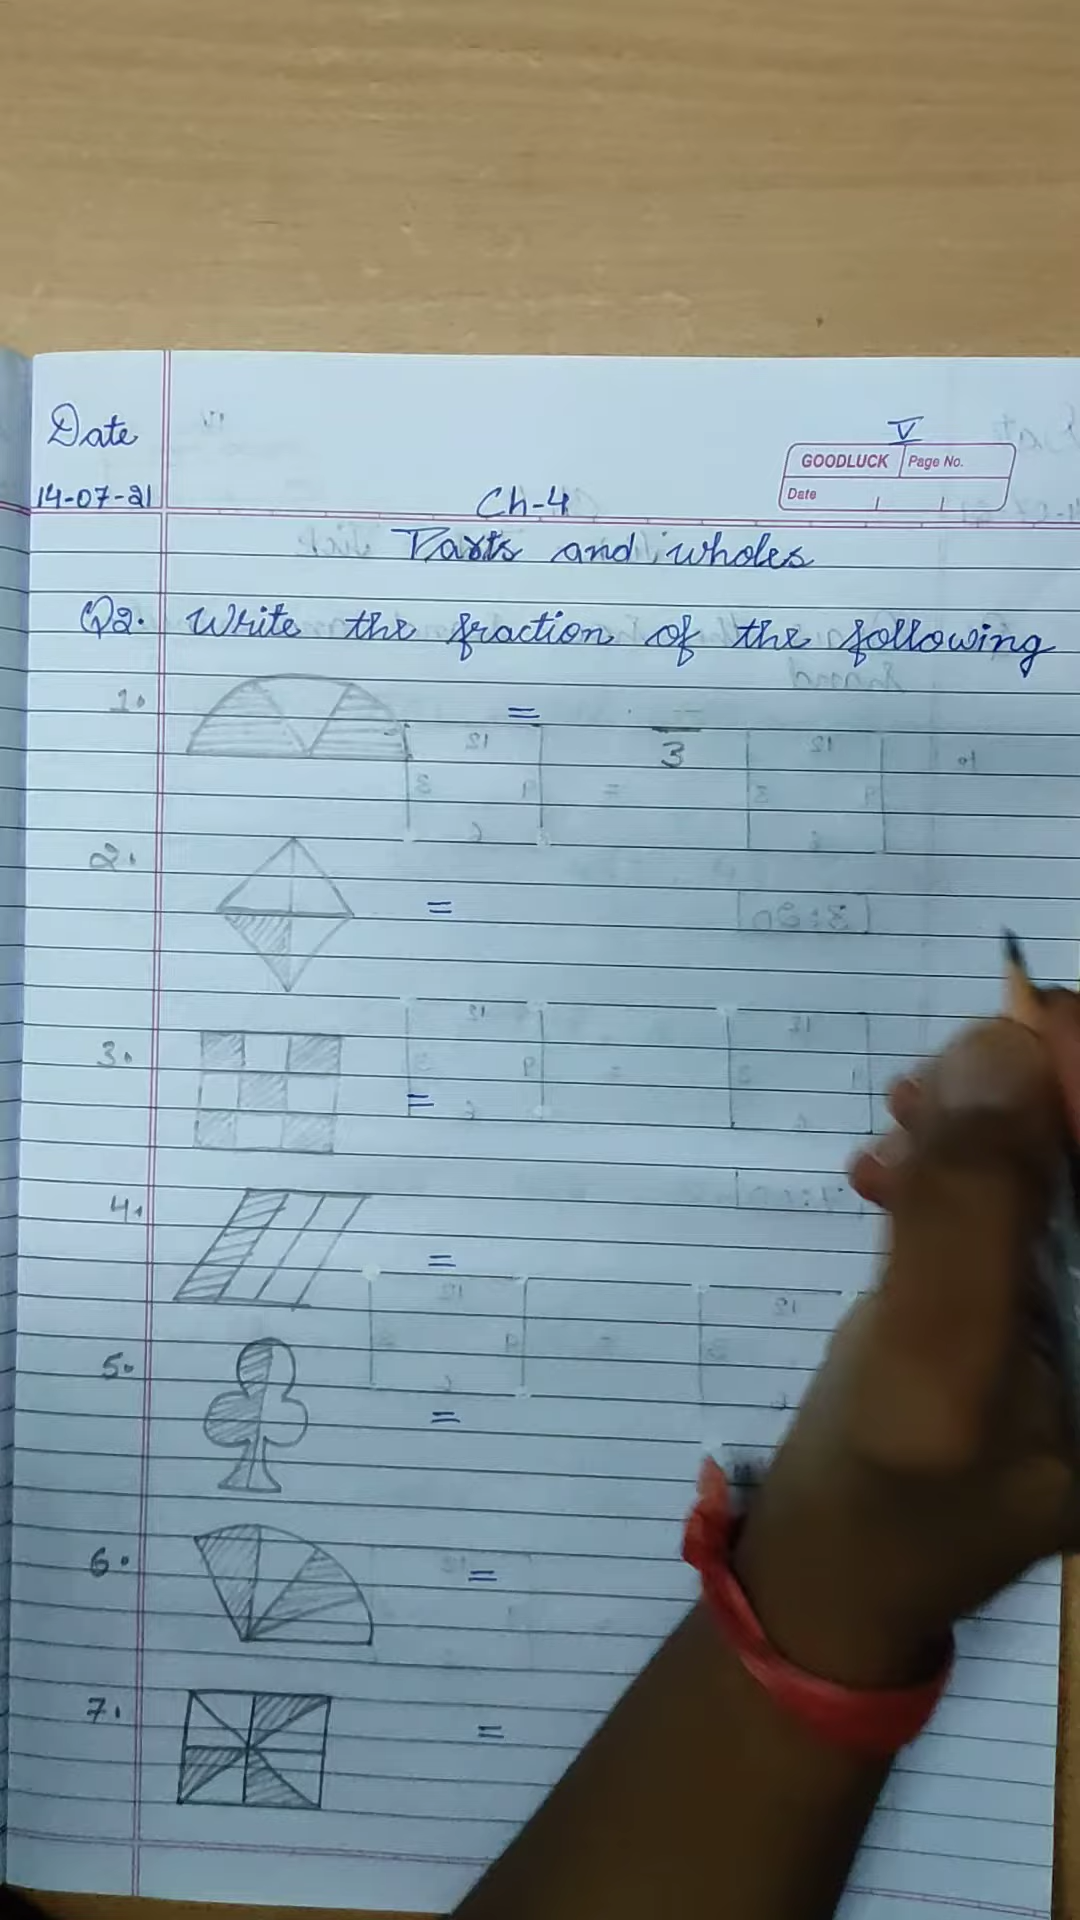 V
GOODLUCK Page No.
Date
Date
14-07-21
Ch-4
Parts and wholes
Q2. Write the fraction of the following
1. = 3
2. =
3. =
4. =
5. =
6. =
7. =